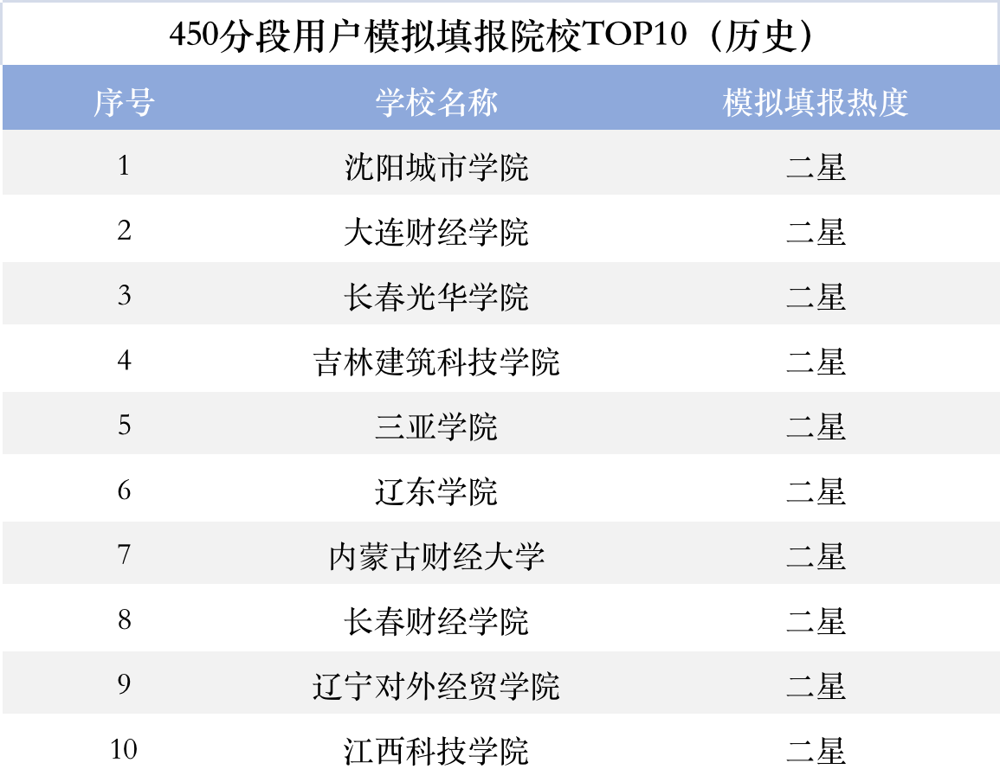 450分段用户模拟填报院校TOP10（历史）
序号 学校名称 模拟填报热度
1 沈阳城市学院 二星
2 大连财经学院 二星
3 长春光华学院 二星
4 吉林建筑科技学院 二星
5 三亚学院 二星
6 辽东学院 二星
7 内蒙古财经大学 二星
8 长春财经学院 二星
9 辽宁对外经贸学院 二星
10 江西科技学院 二星